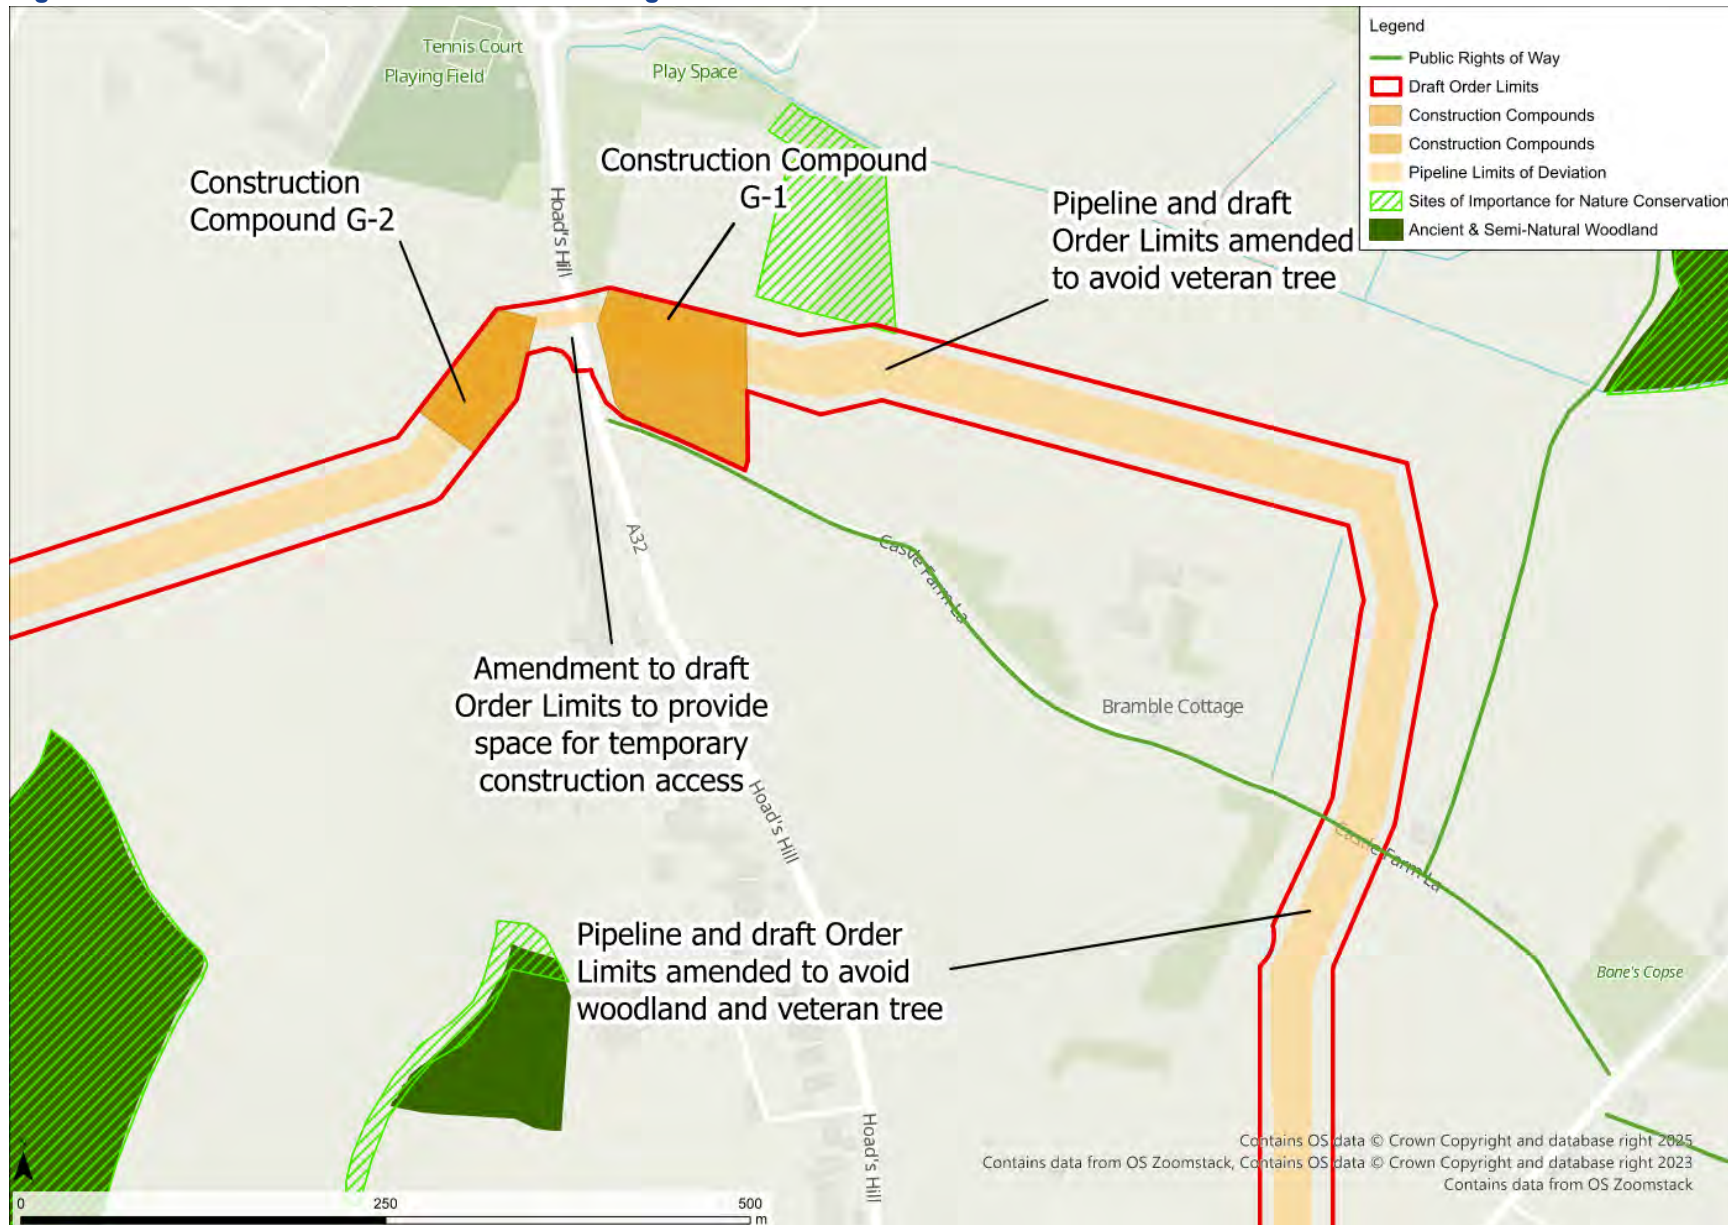 Legend
Public Rights of Way
Draft Order Limits
Construction Compounds
Construction Compounds
Pipeline Limits of Deviation
Sites of Importance for Nature Conservation
Ancient & Semi-Natural Woodland
Tennis Court
Playing Field
Play Space
Construction Compound
G-1
Construction
Compound G-2
Hoad's Hill
Pipeline and draft
Order Limits amended
to avoid veteran tree
A32
Castle Farm La
Amendment to draft
Order Limits to provide
space for temporary
construction access
Bramble Cottage
Hoad's Hill
Castle Farm La
Pipeline and draft Order
Limits amended to avoid
woodland and veteran tree
Bone's Copse
Hoad's Hill
Contains OS data © Crown Copyright and database right 2025
Contains data from OS Zoomstack, Contains OS data © Crown Copyright and database right 2023
Contains data from OS Zoomstack
0 250 500
m